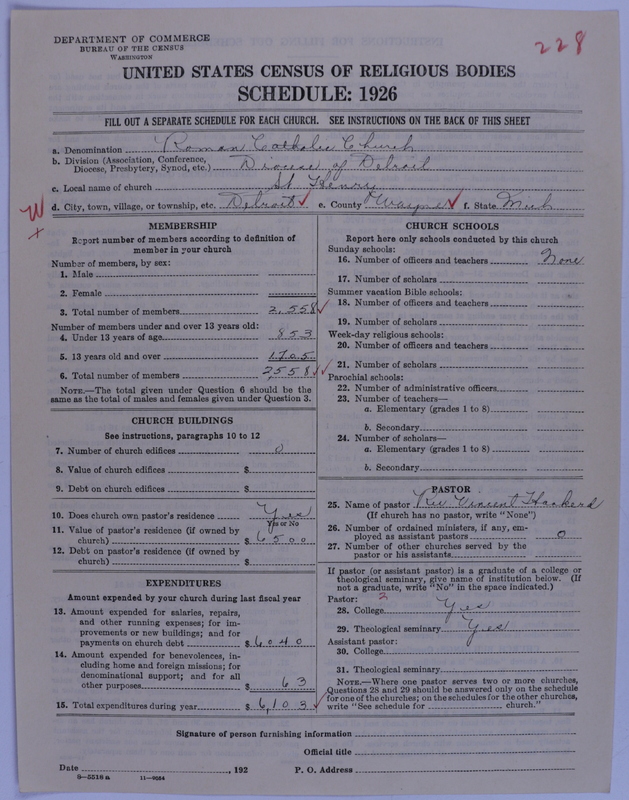 DEPARTMENT OF COMMERCE
BUREAU OF THE CENSUS
WASHINGTON
228
UNITED STATES CENSUS OF RELIGIOUS BODIES
SCHEDULE: 1926
FILL OUT A SEPARATE SCHEDULE FOR EACH CHURCH. SEE INSTRUCTIONS ON THE BACK OF THIS SHEET
a. Denomination Roman Catholic Church
b. Division (Association, Conference, Diocese, Presbytery, Synod, etc.) Diocese of Detroit
c. Local name of church St Henry
d. City, town, village, or township, etc. Detroit ✓ e. County Wayne ✓ f. State Mich
W
x
MEMBERSHIP
Report number of members according to definition of
member in your church
Number of members, by sex:
1. Male
2. Female
3. Total number of members 2,558 ✓
Number of members under and over 13 years old:
4. Under 13 years of age 853
5. 13 years old and over 1705
6. Total number of members 2558 ✓✓
NOTE.—The total given under Question 6 should be the
same as the total of males and females given under Question 3.
CHURCH BUILDINGS
See instructions, paragraphs 10 to 12
7. Number of church edifices 0
8. Value of church edifices $
9. Debt on church edifices $
10. Does church own pastor's residence Yes
Yes or No
11. Value of pastor's residence (if owned by
church) $ 6500
12. Debt on pastor's residence (if owned by
church) $
EXPENDITURES
Amount expended by your church during last fiscal year
13. Amount expended for salaries, repairs,
and other running expenses; for im-
provements or new buildings; and for
payments on church debt $ 6040
14. Amount expended for benevolences, in-
cluding home and foreign missions; for
denominational support; and for all
other purposes $ 63
15. Total expenditures during year $ 6,103 ✓
CHURCH SCHOOLS
Report here only schools conducted by this church
Sunday schools:
16. Number of officers and teachers None
17. Number of scholars
Summer vacation Bible schools:
18. Number of officers and teachers
19. Number of scholars
Week-day religious schools:
20. Number of officers and teachers
21. Number of scholars
Parochial schools:
22. Number of administrative officers
23. Number of teachers—
a. Elementary (grades 1 to 8)
b. Secondary
24. Number of scholars—
a. Elementary (grades 1 to 8)
b. Secondary
PASTOR
25. Name of pastor Rev Vincent
(If church has no pastor, write "None")
26. Number of ordained ministers, if any, em-
ployed as assistant pastors 0
27. Number of other churches served by the
pastor or his assistants
If pastor (or assistant pastor) is a graduate of a college or
theological seminary, give name of institution below. (If
not a graduate, write "No" in the space indicated.)
Pastor: 2
28. College Yes
29. Theological seminary Yes
Assistant pastor:
30. College
31. Theological seminary
NOTE.—Where one pastor serves two or more churches,
Questions 28 and 29 should be answered only on the schedule
for one of the churches; on the schedules for the other churches,
write "See schedule for church."
Signature of person furnishing information
Official title
Date , 192 P. O. Address
8—5518 a 11—9054